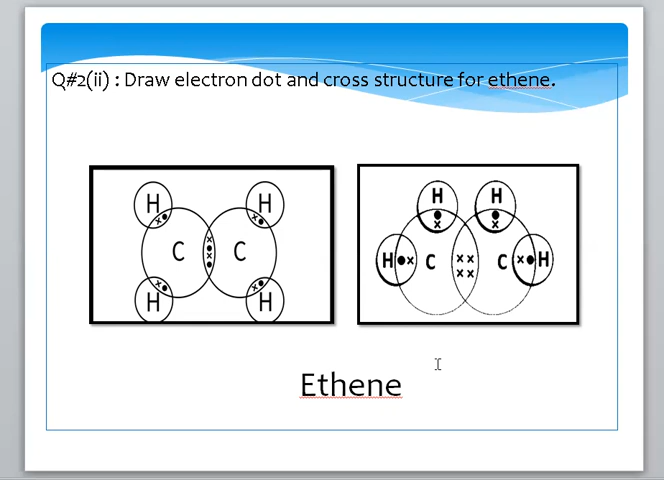 Q#2(ii) : Draw electron dot and cross structure for ethene.
H H
C C
H H
H H
H C C H
Ethene